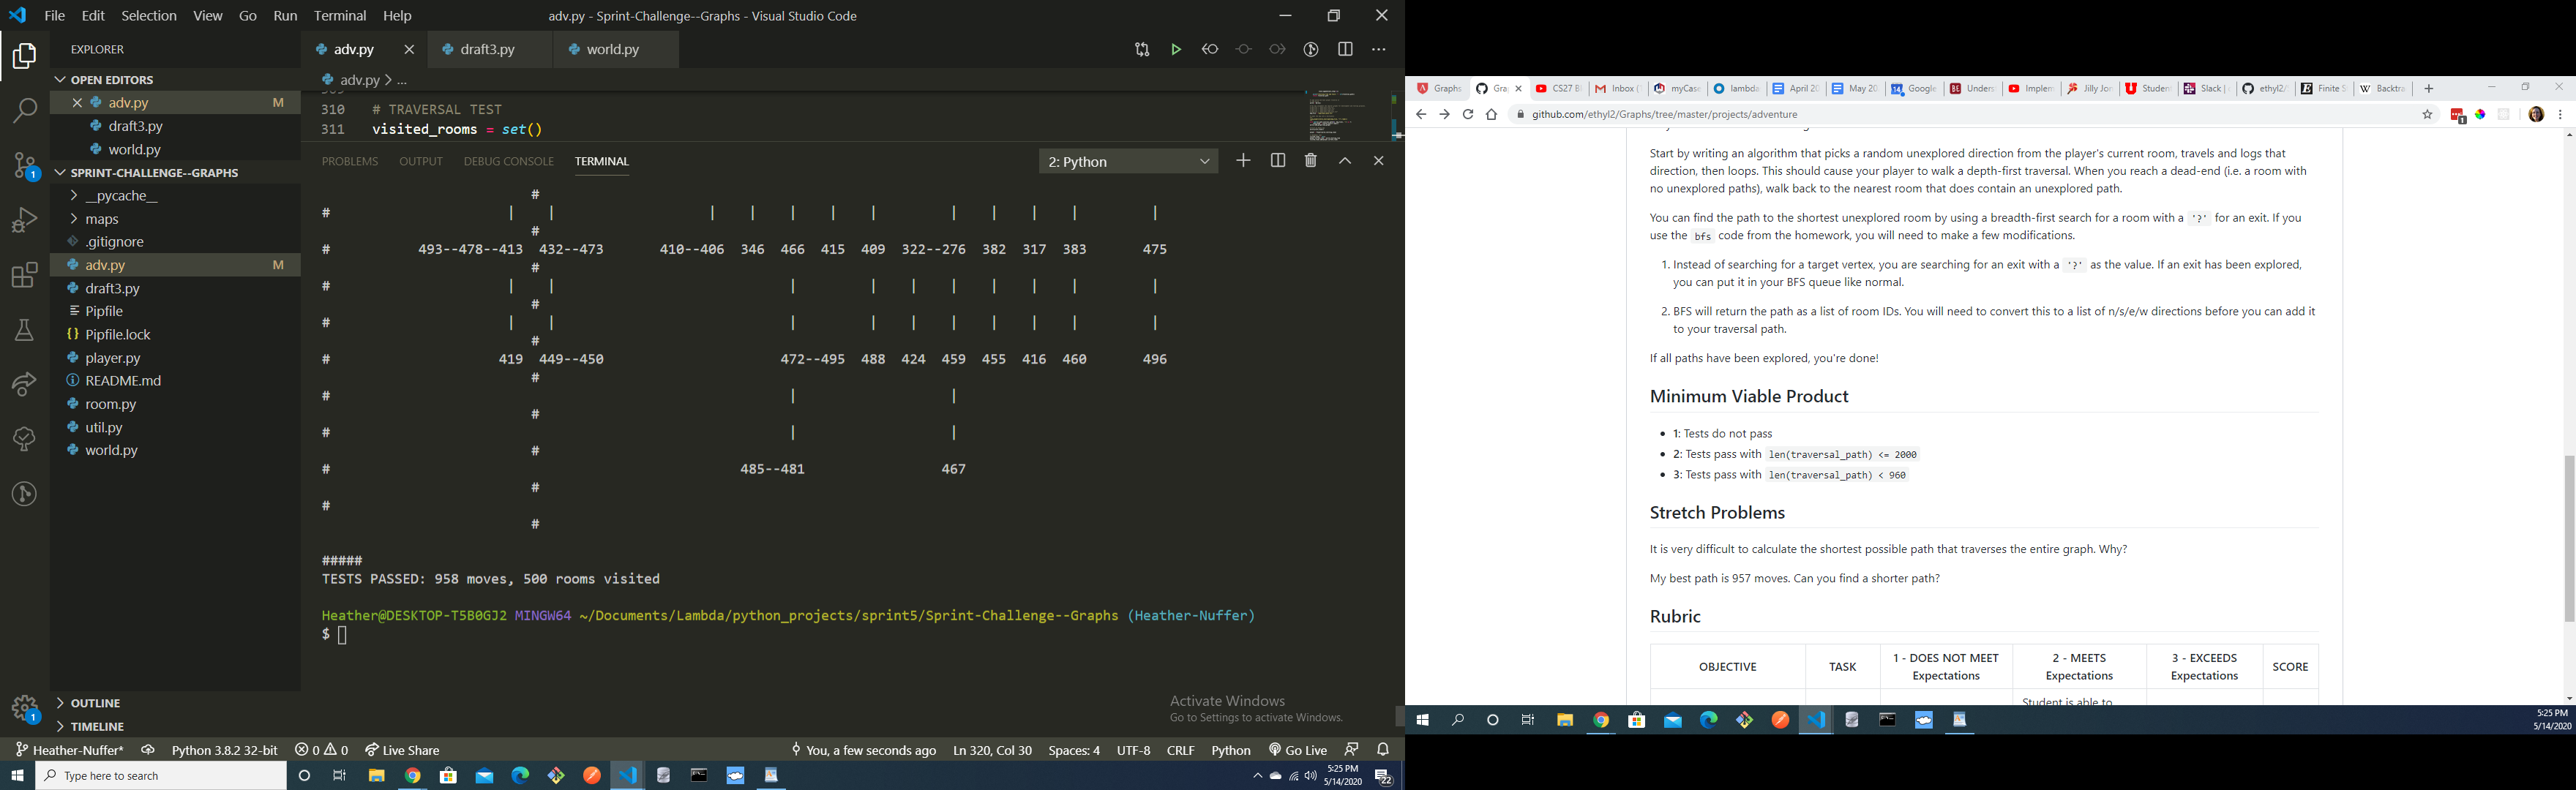 File Edit Selection View Go Run Terminal Help
adv.py - Sprint-Challenge--Graphs - Visual Studio Code
EXPLORER
OPEN EDITORS
adv.py M
draft3.py
world.py
SPRINT-CHALLENGE--GRAPHS
__pycache__
maps
.gitignore
adv.py M
draft3.py
Pipfile
Pipfile.lock
player.py
README.md
room.py
util.py
world.py
OUTLINE
TIMELINE
adv.py draft3.py world.py
adv.py > ...
309
310 # TRAVERSAL TEST
311 visited_rooms = set()
PROBLEMS OUTPUT DEBUG CONSOLE TERMINAL 2: Python
#
# | | | | | | | | | | | |
#
# 493--478--413 432--473 410--406 346 466 415 409 322--276 382 317 383 475
#
# | | | | | | | | | |
#
# | | | | | | | | | |
#
# 419 449--450 472--495 488 424 459 455 416 460 496
#
# | |
#
# | |
#
# 485--481 467
#
#
#
#####
TESTS PASSED: 958 moves, 500 rooms visited
Heather@DESKTOP-T5B0GJ2 MINGW64 ~/Documents/Lambda/python_projects/sprint5/Sprint-Challenge--Graphs (Heather-Nuffer)
$
Activate Windows
Go to Settings to activate Windows.
Heather-Nuffer* Python 3.8.2 32-bit 0 0 Live Share You, a few seconds ago Ln 320, Col 30 Spaces: 4 UTF-8 CRLF Python Go Live
Type here to search
5:25 PM
5/14/2020
22
Graphs Gra CS27 B Inbox ( myCase lambda April 20 May 20 Google Unders Implem Jilly Jon Student Slack | ethyl2/ Finite S Backtra
github.com/ethyl2/Graphs/tree/master/projects/adventure
Start by writing an algorithm that picks a random unexplored direction from the player's current room, travels and logs that
direction, then loops. This should cause your player to walk a depth-first traversal. When you reach a dead-end (i.e. a room with
no unexplored paths), walk back to the nearest room that does contain an unexplored path.
You can find the path to the shortest unexplored room by using a breadth-first search for a room with a '?' for an exit. If you
use the bfs code from the homework, you will need to make a few modifications.
1. Instead of searching for a target vertex, you are searching for an exit with a '?' as the value. If an exit has been explored,
you can put it in your BFS queue like normal.
2. BFS will return the path as a list of room IDs. You will need to convert this to a list of n/s/e/w directions before you can add it
to your traversal path.
If all paths have been explored, you're done!
Minimum Viable Product
1: Tests do not pass
2: Tests pass with len(traversal_path) <= 2000
3: Tests pass with len(traversal_path) < 960
Stretch Problems
It is very difficult to calculate the shortest possible path that traverses the entire graph. Why?
My best path is 957 moves. Can you find a shorter path?
Rubric
OBJECTIVE TASK 1 - DOES NOT MEET Expectations 2 - MEETS Expectations 3 - EXCEEDS Expectations SCORE
Student is able to
5:25 PM
5/14/2020